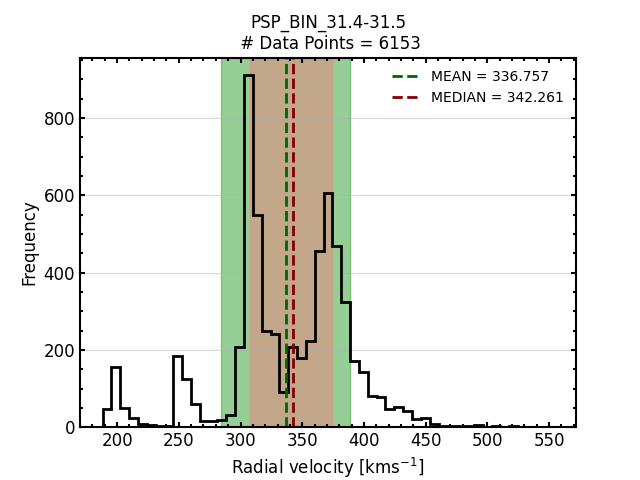 PSP_BIN_31.4-31.5
# Data Points = 6153
MEAN = 336.757
MEDIAN = 342.261
Frequency
800
600
400
200
0
200 250 300 350 400 450 500 550
Radial velocity [kms⁻¹]